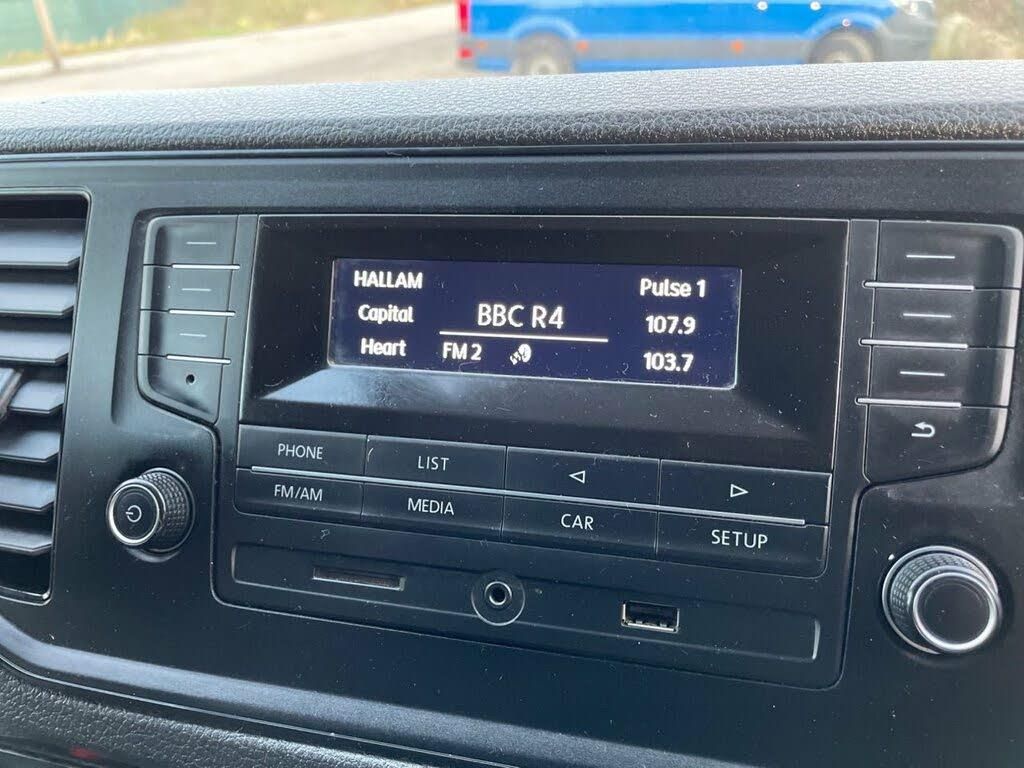 HALLAM
Capital
Heart
BBC R4
FM 2
Pulse 1
107.9
103.7
PHONE
LIST
FM/AM
MEDIA
CAR
SETUP